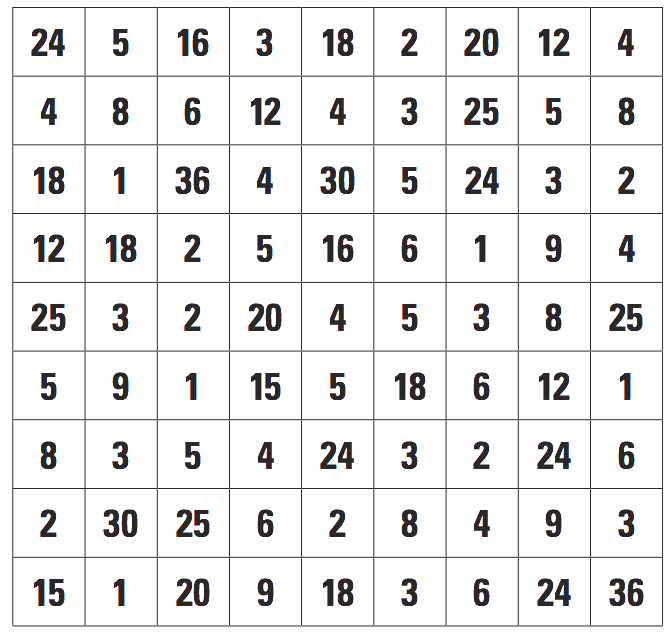 24 5 16 3 18 2 20 12 4
4 8 6 12 4 3 25 5 8
18 1 36 4 30 5 24 3 2
12 18 2 5 16 6 1 9 4
25 3 2 20 4 5 3 8 25
5 9 1 15 5 18 6 12 1
8 3 5 4 24 3 2 24 6
2 30 25 6 2 8 4 9 3
15 1 20 9 18 3 6 24 36